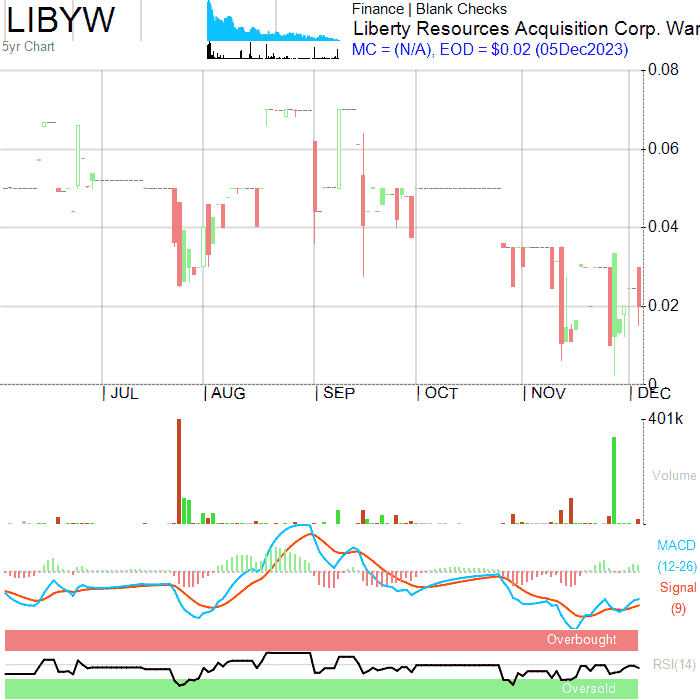 LIBYW
5yr Chart
Finance | Blank Checks
Liberty Resources Acquisition Corp. War
MC = (N/A), EOD = $0.02 (05Dec2023)
0.08
0.06
0.04
0.02
0
JUL AUG SEP OCT NOV DEC
401k
Volume
MACD
(12-26)
Signal
(9)
Overbought
RSI(14)
Oversold